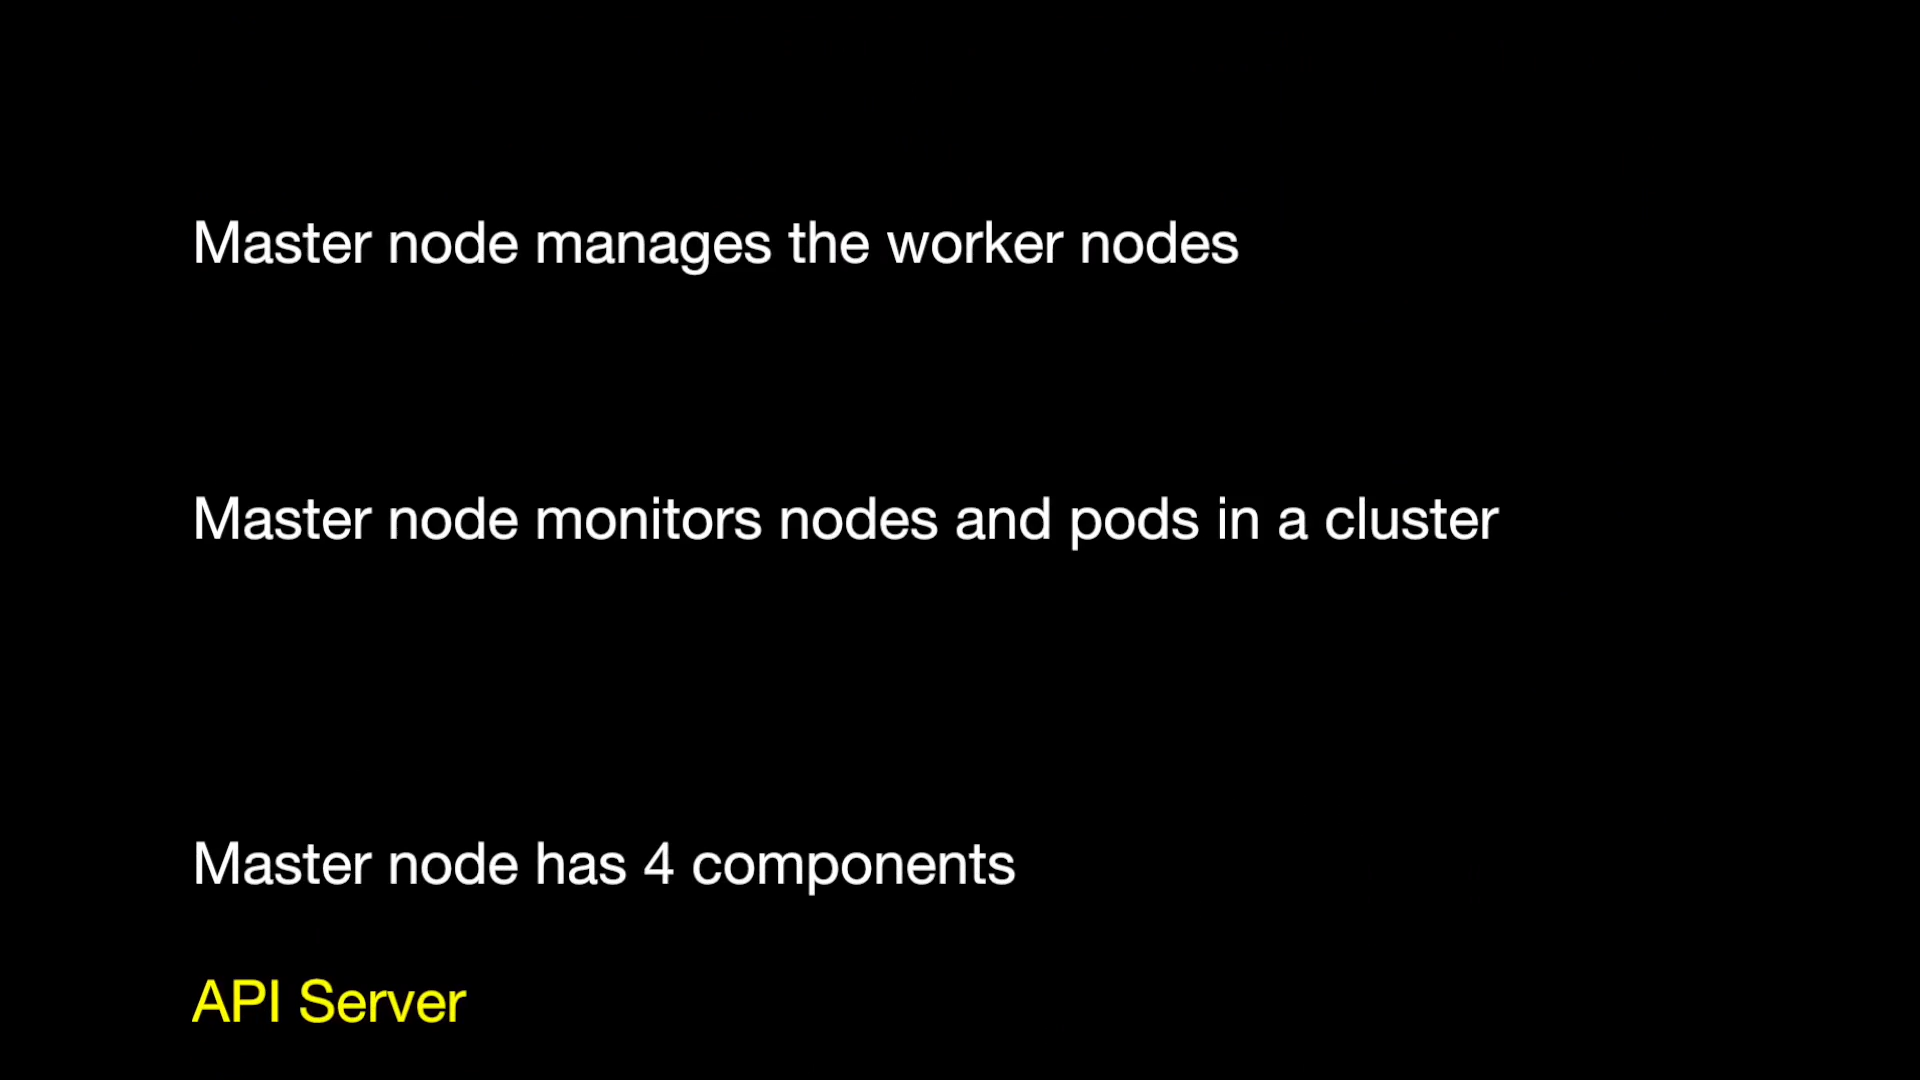 Master node manages the worker nodes
Master node monitors nodes and pods in a cluster
Master node has 4 components
API Server